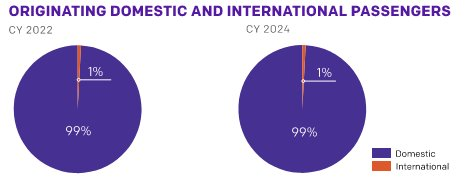 ORIGINATING DOMESTIC AND INTERNATIONAL PASSENGERS
CY 2022
CY 2024
1%
99%
1%
99%
Domestic
International